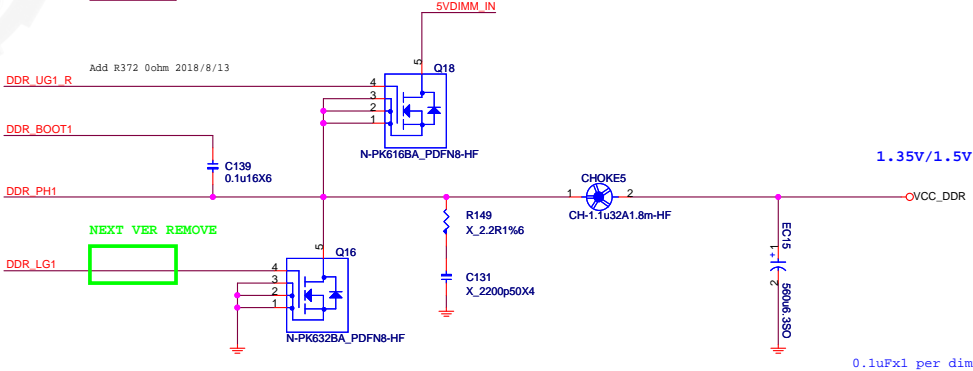 5VDIMM_IN
Add R372 0ohm 2018/8/13
5
Q18
DDR_UG1_R
4
3
2
1
DDR_BOOT1
N-PK616BA_PDFN8-HF
C139
0.1u16X6
1.35V/1.5V
CHOKE5
DDR_PH1
1
2
VCC_DDR
CH-1.1u32A1.8m-HF
R149
X_2.2R1%6
NEXT VER REMOVE
EC15
1
+
5
Q16
DDR_LG1
4
3
2
1
C131
X_2200p50X4
2
560u6.3SO
N-PK632BA_PDFN8-HF
0.1uFx1 per dim